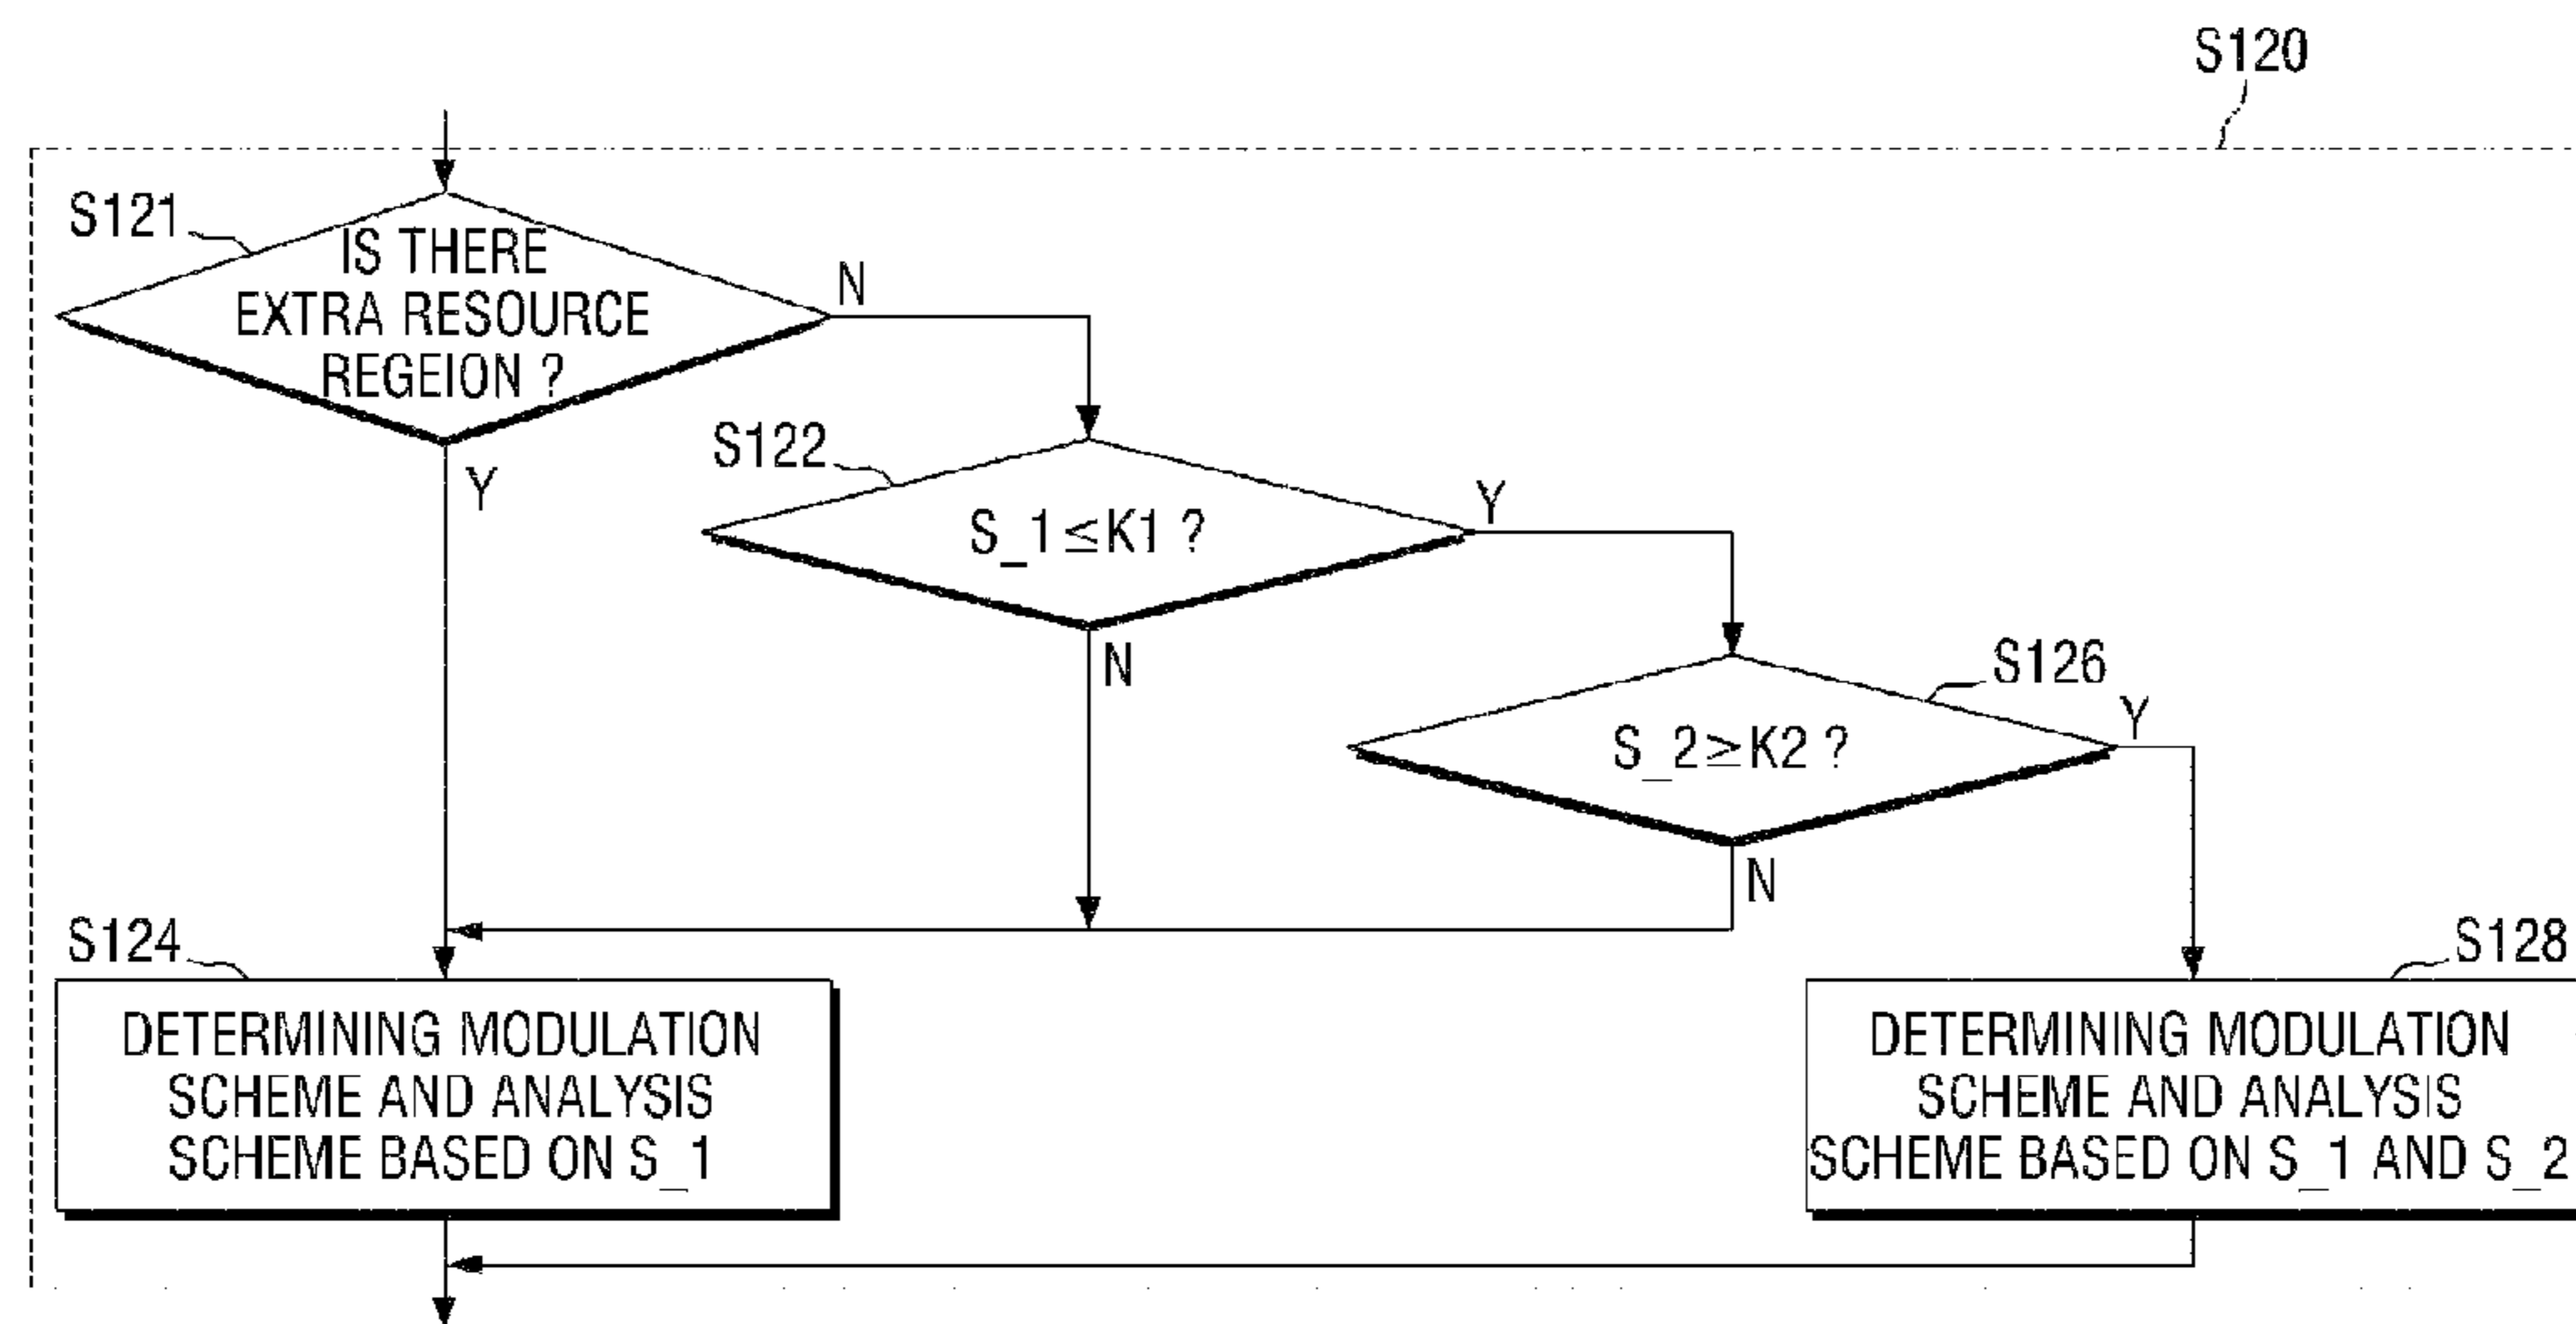 S120
S121
IS THERE
EXTRA RESOURCE
REGEION ?
N
Y
S122
S_1≤K1 ?
Y
N
S126
S_2≥K2 ?
Y
N
S124
DETERMINING MODULATION
SCHEME AND ANALYSIS
SCHEME BASED ON S_1
S128
DETERMINING MODULATION
SCHEME AND ANALYSIS
SCHEME BASED ON S_1 AND S_2